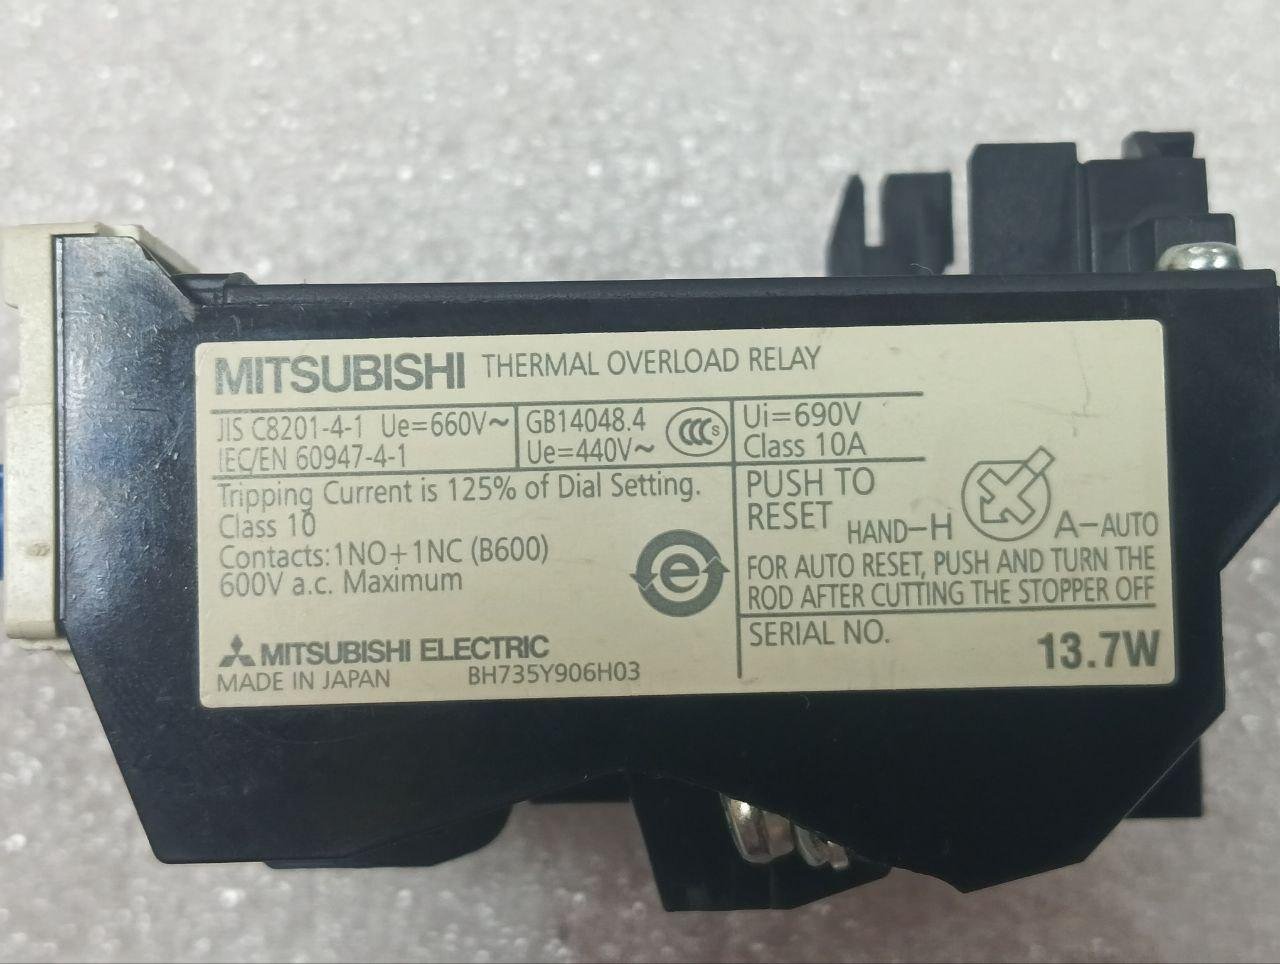 MITSUBISHI THERMAL OVERLOAD RELAY
JIS C8201-4-1 Ue=660V~
IEC/EN 60947-4-1
GB14048.4
Ue=440V~
CCC S
Ui=690V
Class 10A
Tripping Current is 125% of Dial Setting.
Class 10
Contacts:1NO+1NC (B600)
600V a.c. Maximum
e
PUSH TO
RESET
HAND-H A-AUTO
FOR AUTO RESET, PUSH AND TURN THE
ROD AFTER CUTTING THE STOPPER OFF
MITSUBISHI ELECTRIC
MADE IN JAPAN BH735Y906H03
SERIAL NO.
13.7W